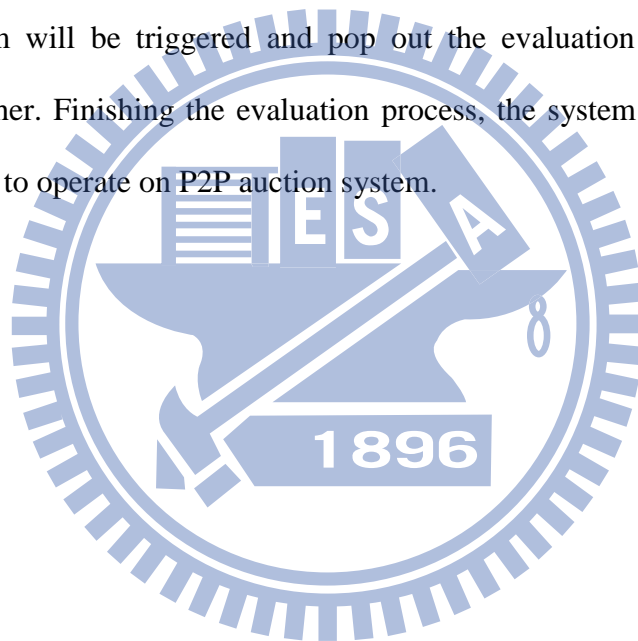 will be triggered and pop out the evaluation
Finishing the evaluation process, the system
to operate on P2P auction system.
E S A
1896